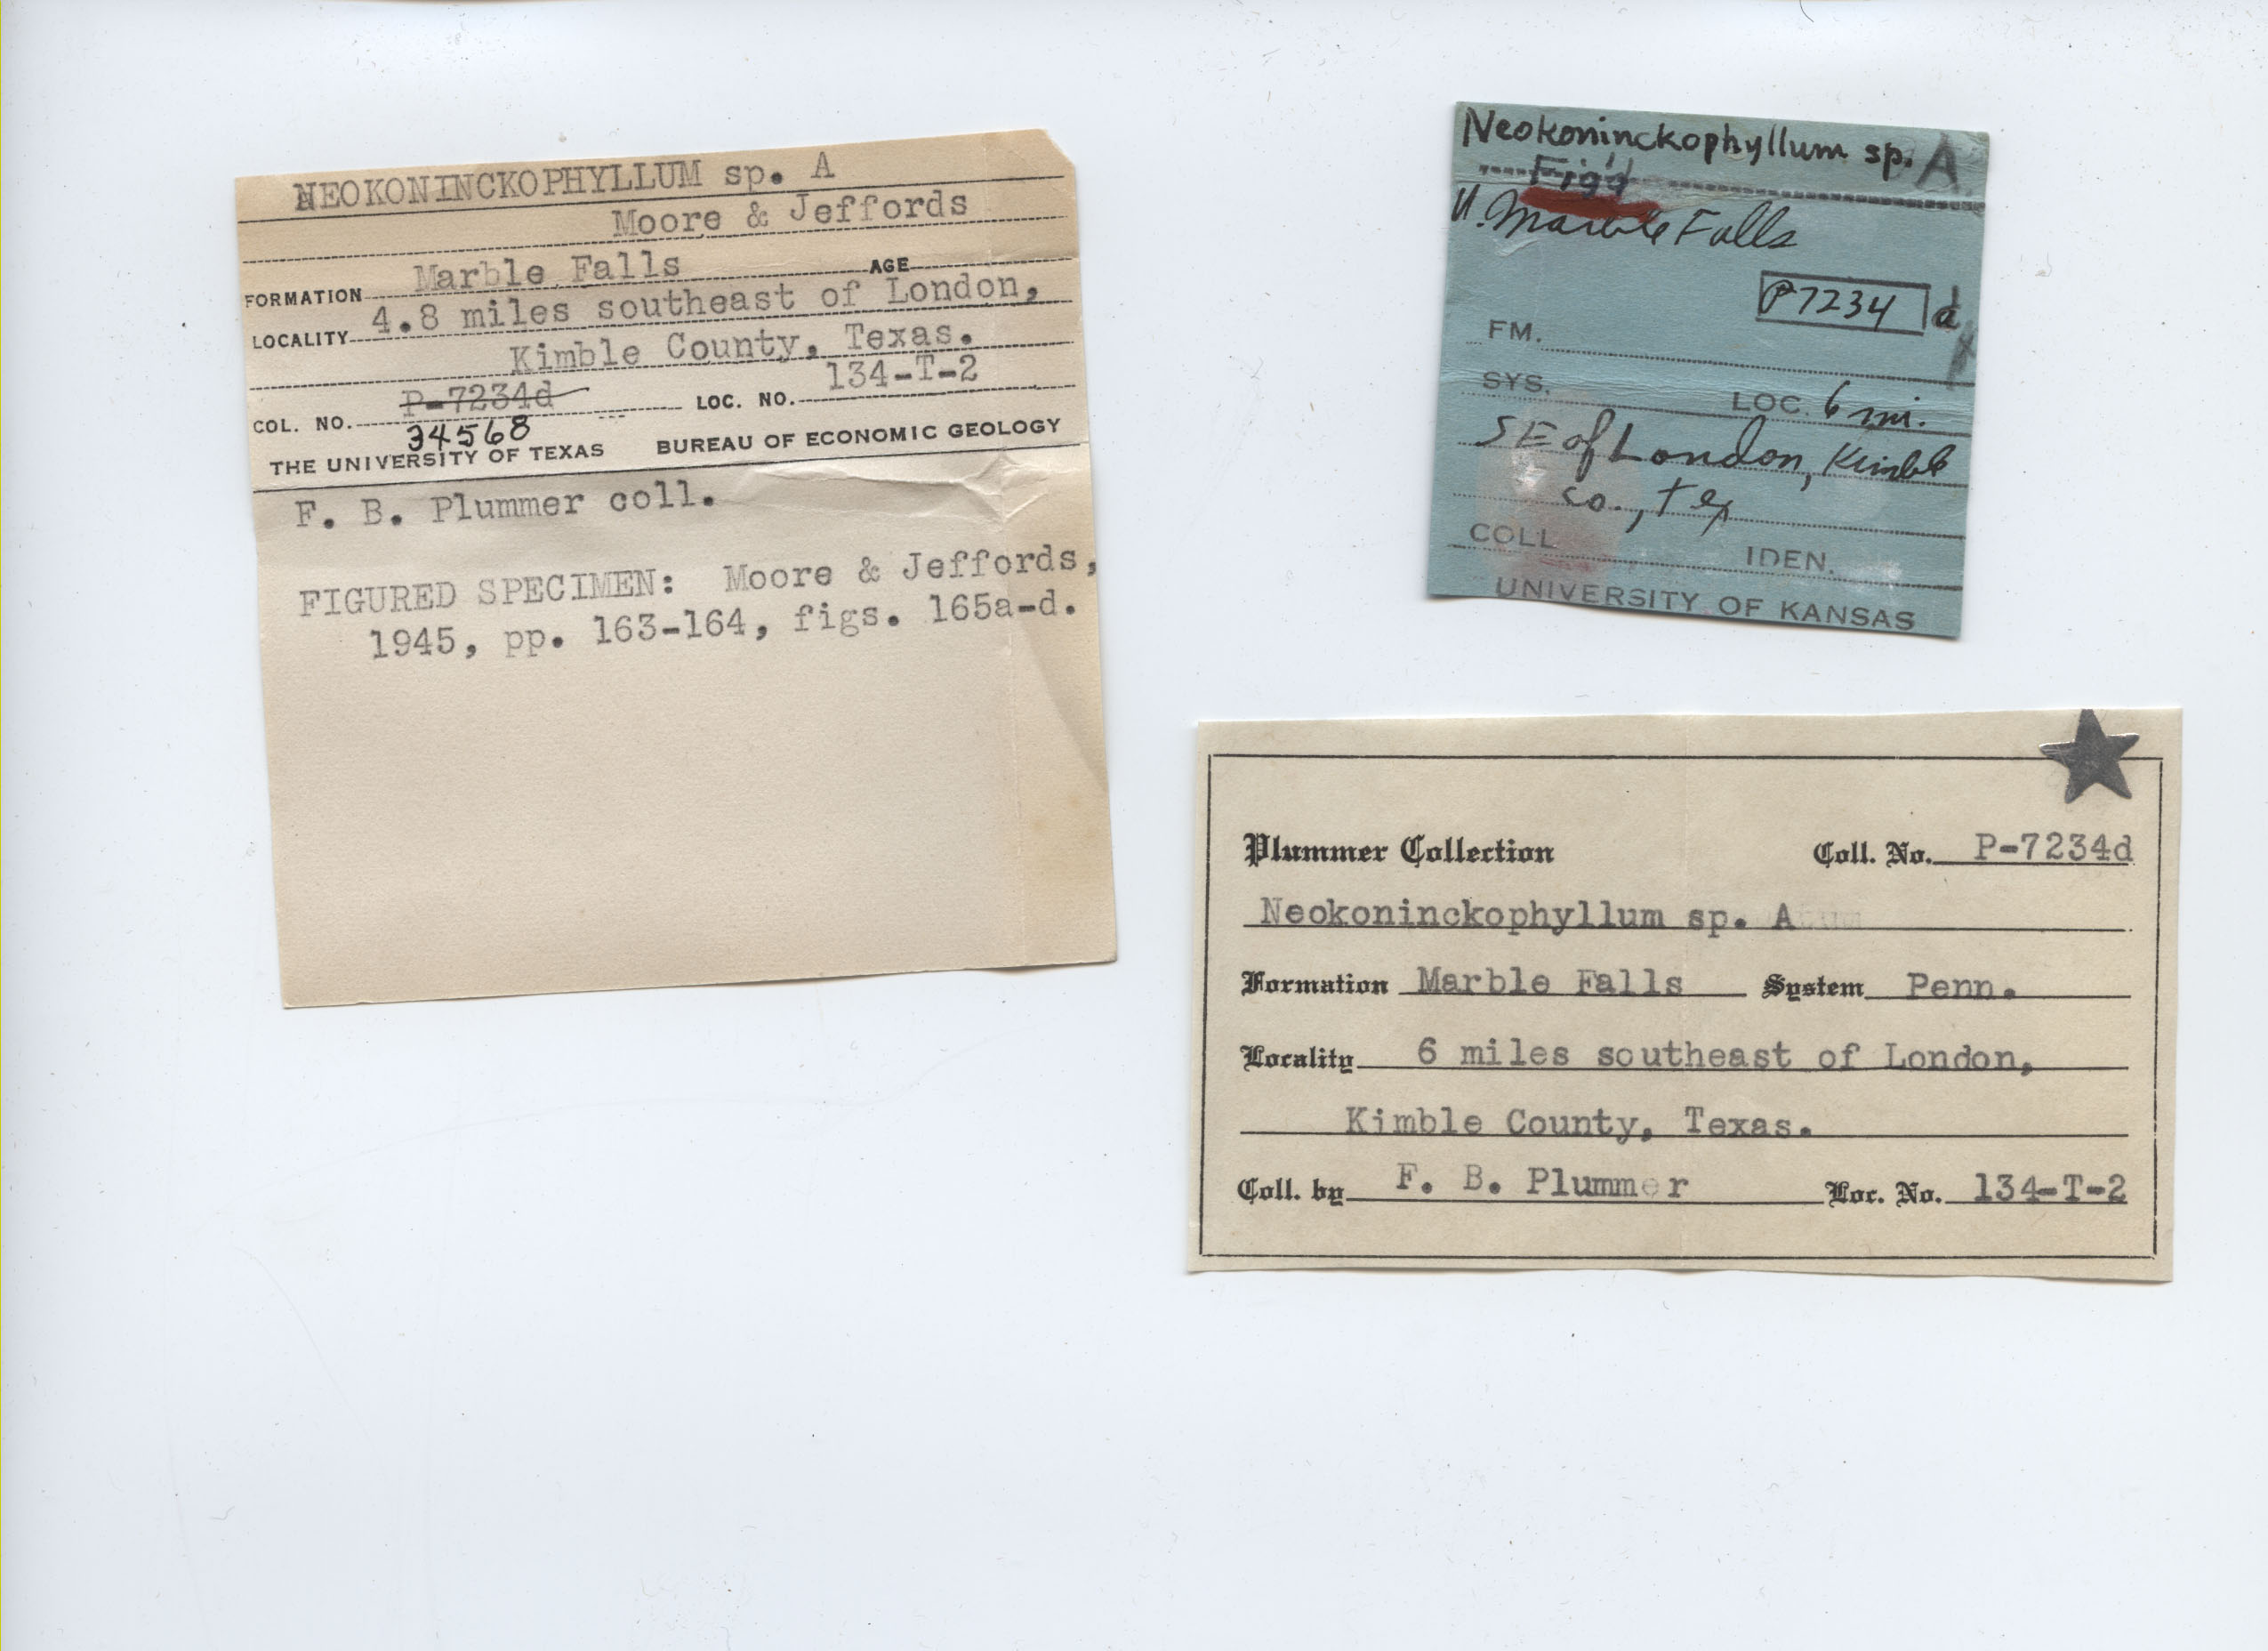 NEOKONINCKOPHYLLUM sp. A
Moore & Jeffords
FORMATION Marble Falls AGE
LOCALITY 4.8 miles southeast of London,
Kimble County, Texas.
COL. NO. P-7234d LOC. NO. 134-T-2
34568
THE UNIVERSITY OF TEXAS BUREAU OF ECONOMIC GEOLOGY
F. B. Plummer coll.
FIGURED SPECIMEN: Moore & Jeffords,
1945, pp. 163-164, figs. 165a-d.
Neokoninckophyllum sp. A
Fig'd
U. Marble Falls
P7234 d
FM.
SYS. LOC. 6 mi.
SE of London, Kimble
co., Tex
COLL IDEN.
UNIVERSITY OF KANSAS
Plummer Collection Coll. No. P-7234d
Neokoninckophyllum sp. A
Formation Marble Falls System Penn.
Locality 6 miles southeast of London,
Kimble County, Texas.
Coll. by F. B. Plummer Loc. No. 134-T-2